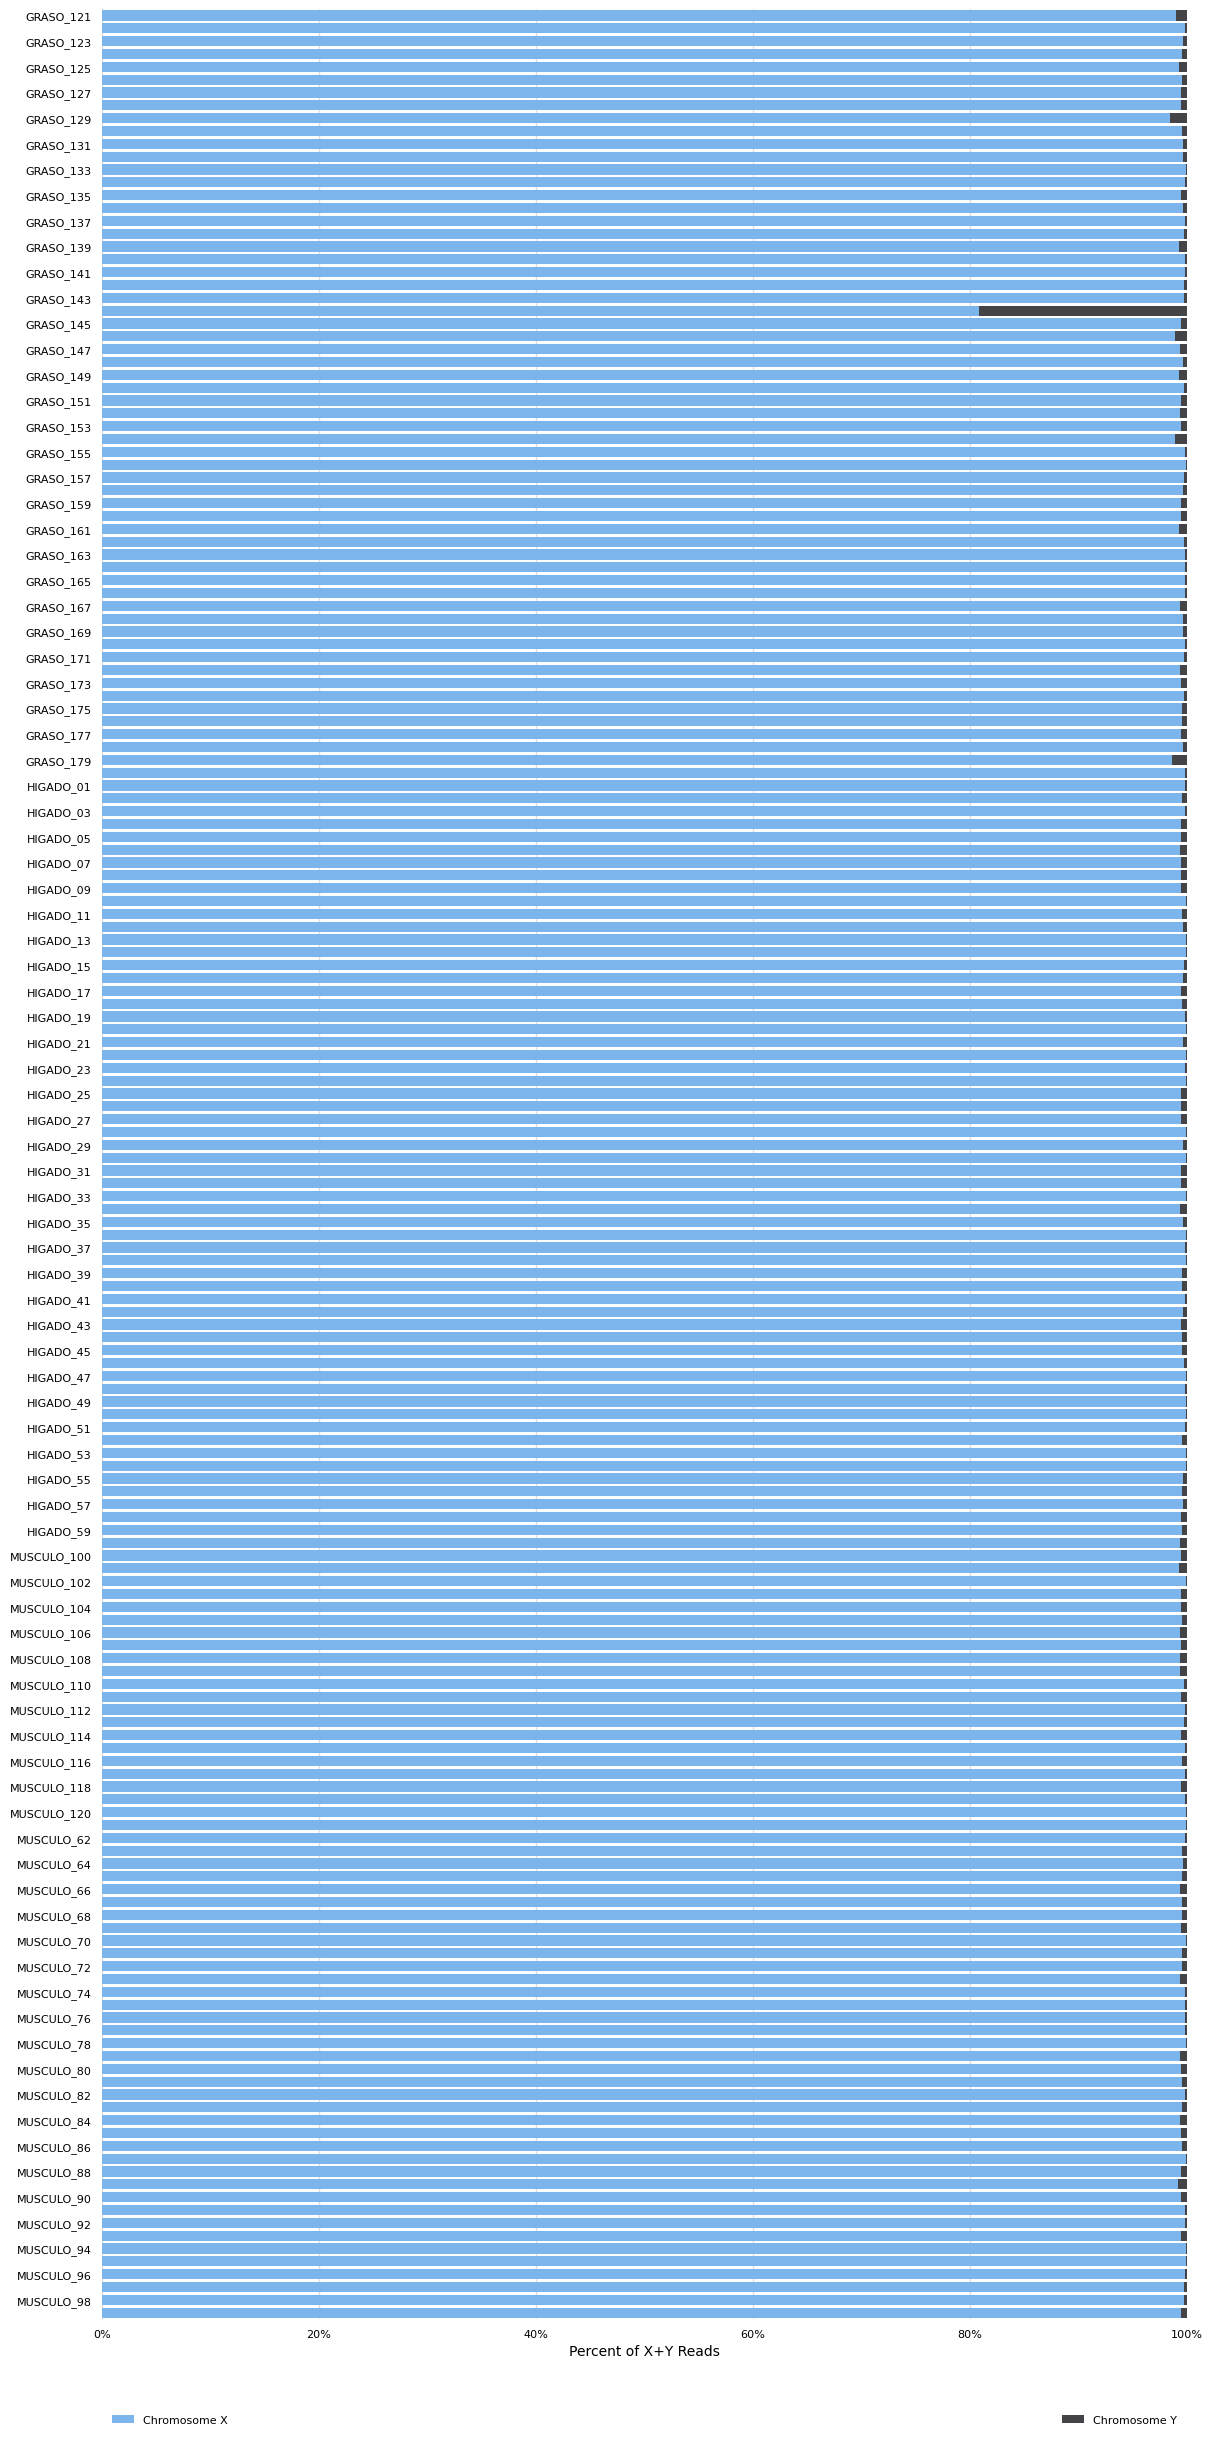 GRASO_121
GRASO_123
GRASO_125
GRASO_127
GRASO_129
GRASO_131
GRASO_133
GRASO_135
GRASO_137
GRASO_139
GRASO_141
GRASO_143
GRASO_145
GRASO_147
GRASO_149
GRASO_151
GRASO_153
GRASO_155
GRASO_157
GRASO_159
GRASO_161
GRASO_163
GRASO_165
GRASO_167
GRASO_169
GRASO_171
GRASO_173
GRASO_175
GRASO_177
GRASO_179
HIGADO_01
HIGADO_03
HIGADO_05
HIGADO_07
HIGADO_09
HIGADO_11
HIGADO_13
HIGADO_15
HIGADO_17
HIGADO_19
HIGADO_21
HIGADO_23
HIGADO_25
HIGADO_27
HIGADO_29
HIGADO_31
HIGADO_33
HIGADO_35
HIGADO_37
HIGADO_39
HIGADO_41
HIGADO_43
HIGADO_45
HIGADO_47
HIGADO_49
HIGADO_51
HIGADO_53
HIGADO_55
HIGADO_57
HIGADO_59
MUSCULO_100
MUSCULO_102
MUSCULO_104
MUSCULO_106
MUSCULO_108
MUSCULO_110
MUSCULO_112
MUSCULO_114
MUSCULO_116
MUSCULO_118
MUSCULO_120
MUSCULO_62
MUSCULO_64
MUSCULO_66
MUSCULO_68
MUSCULO_70
MUSCULO_72
MUSCULO_74
MUSCULO_76
MUSCULO_78
MUSCULO_80
MUSCULO_82
MUSCULO_84
MUSCULO_86
MUSCULO_88
MUSCULO_90
MUSCULO_92
MUSCULO_94
MUSCULO_96
MUSCULO_98
0% 20% 40% 60% 80% 100%
Percent of X+Y Reads
Chromosome X Chromosome Y